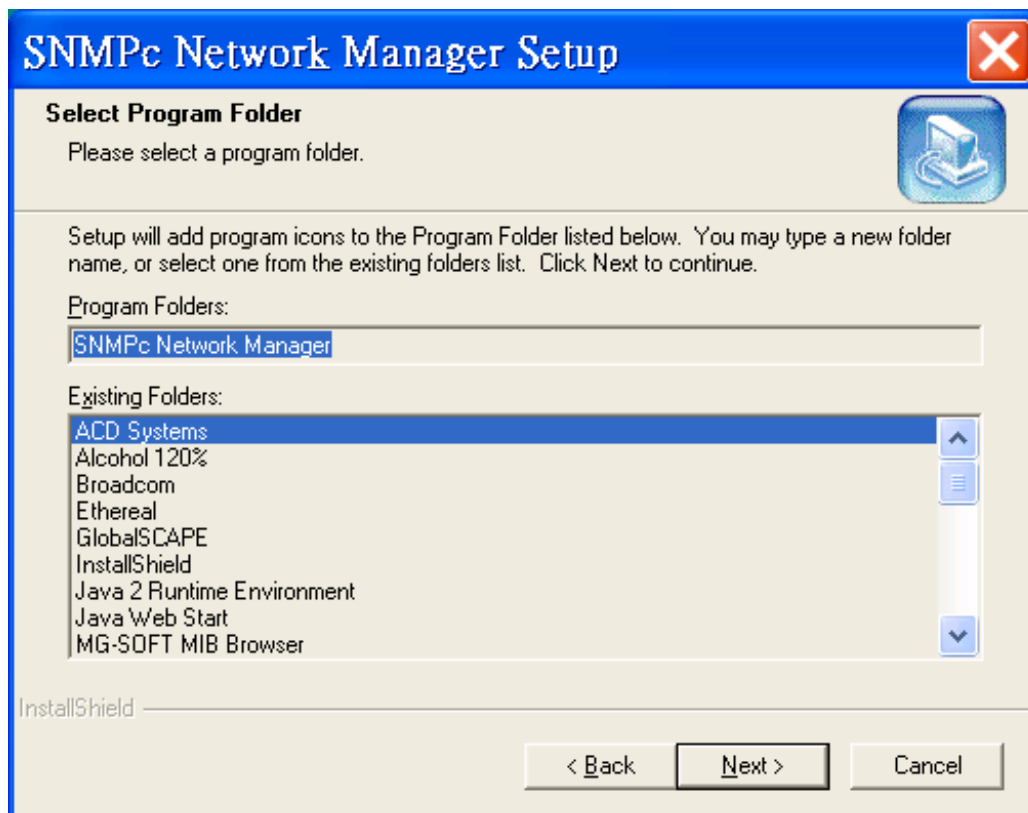 SNMPc Network Manager Setup
Select Program Folder
Please select a program folder.
Setup will add program icons to the Program Folder listed below.  You may type a new folder
name, or select one from the existing folders list.  Click Next to continue.
Program Folders:
SNMPc Network Manager
Existing Folders:
ACD Systems
Alcohol 120%
Broadcom
Ethereal
GlobalSCAPE
InstallShield
Java 2 Runtime Environment
Java Web Start
MG-SOFT MIB Browser
InstallShield
< Back
Next >
Cancel